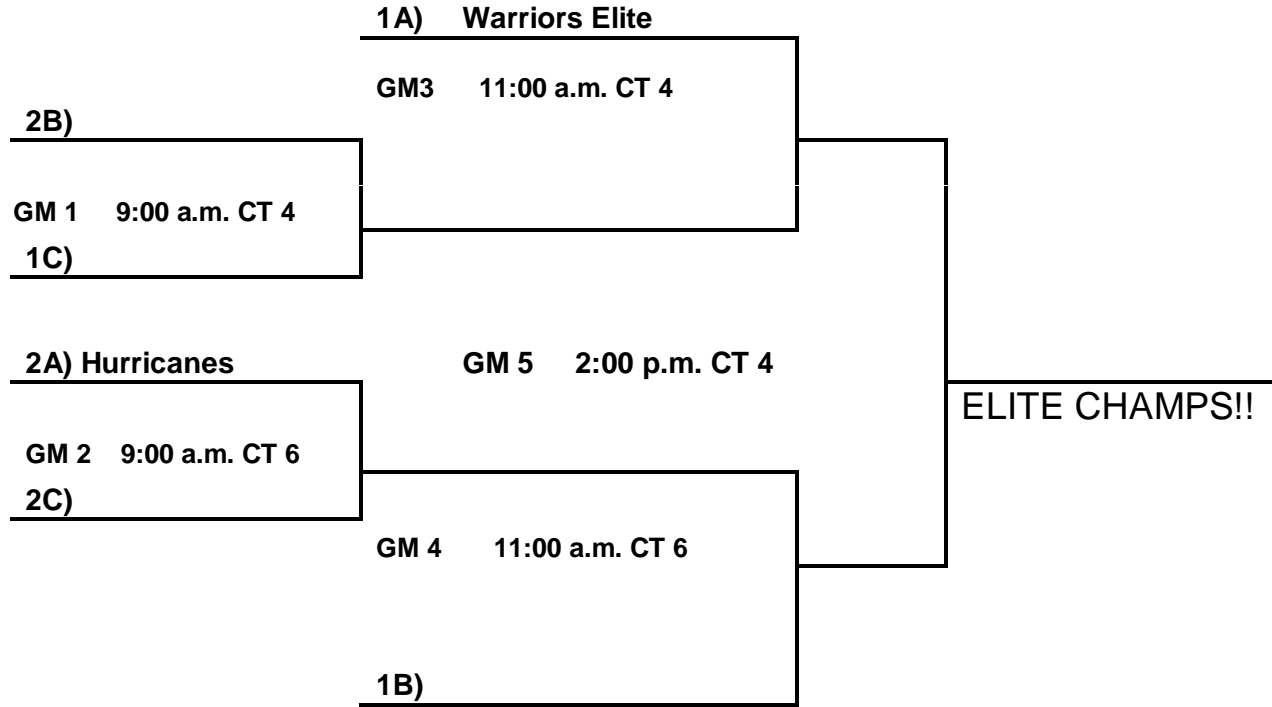 1A) Warriors Elite
GM3 11:00 a.m. CT 4
2B)
GM 1 9:00 a.m. CT 4
1C)
2A) Hurricanes
GM 5 2:00 p.m. CT 4
ELITE CHAMPS!!
GM 2 9:00 a.m. CT 6
2C)
GM 4 11:00 a.m. CT 6
1B)